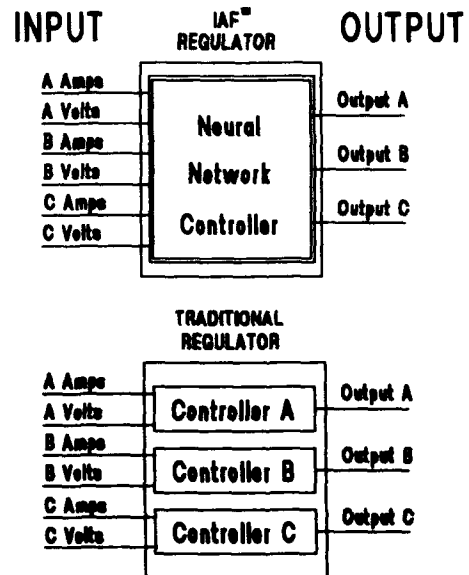 INPUT
IAF™
REGULATOR
OUTPUT
A Amps
A Volts
B Amps
B Volts
C Amps
C Volts
Neural
Network
Controller
Output A
Output B
Output C
TRADITIONAL
REGULATOR
A Amps
A Volts
B Amps
B Volts
C Amps
C Volts
Controller A
Controller B
Controller C
Output A
Output B
Output C